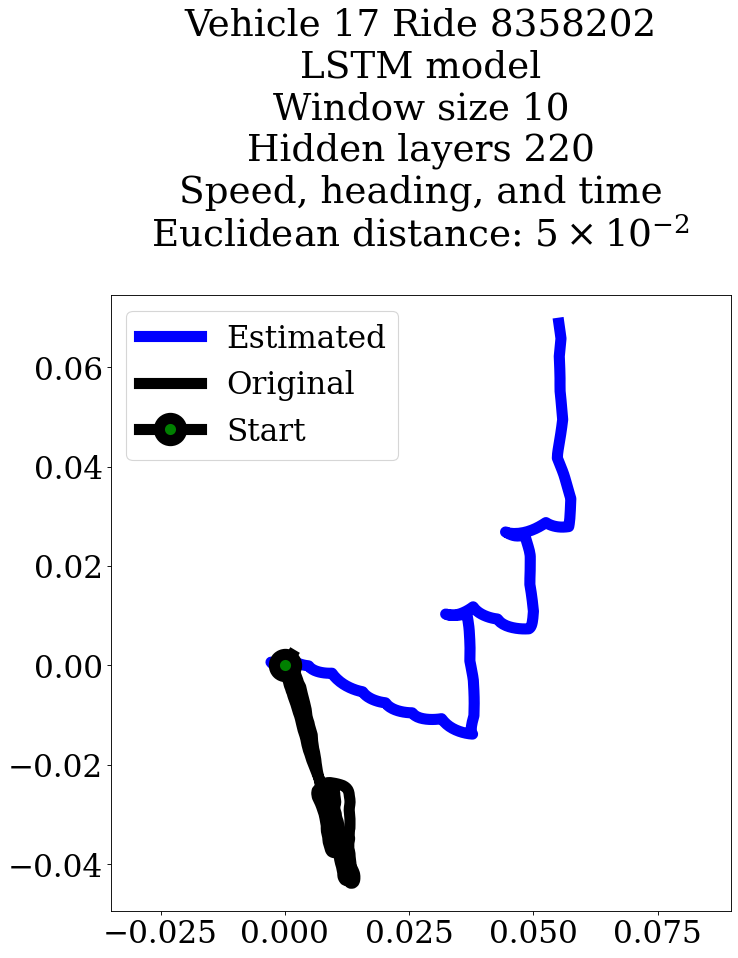 Vehicle 17 Ride 8358202
LSTM model
Window size 10
Hidden layers 220
Speed, heading, and time
Euclidean distance: 5 × 10⁻²
Estimated
Original
Start
0.06
0.04
0.02
0.00
−0.02
−0.04
−0.025 0.000 0.025 0.050 0.075